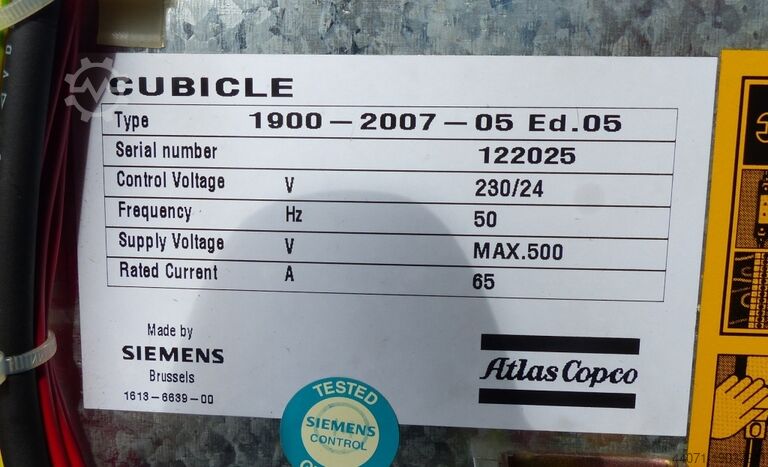 CUBICLE
Type 1900-2007-05 Ed.05
Serial number 122025
Control Voltage V 230/24
Frequency Hz 50
Supply Voltage V MAX.500
Rated Current A 65
Made by
SIEMENS
Brussels
1613-6639-00
Atlas Copco
TESTED
SIEMENS
CONTROL